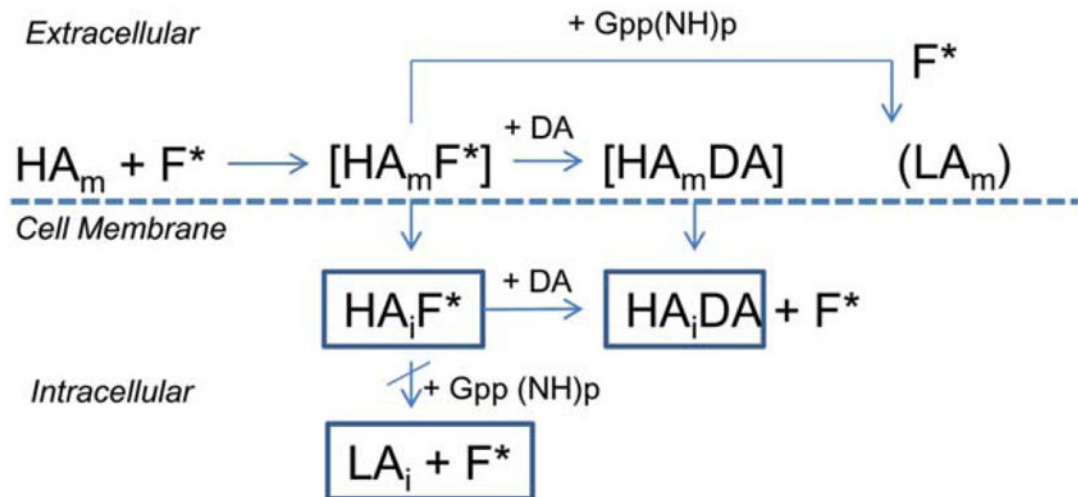 Extracellular
+ Gpp(NH)p
F*
+ DA
HAm + F* [HAmF*] [HAmDA] (LAm)
Cell Membrane
+ DA
HAiF* HAiDA + F*
Intracellular
+ Gpp (NH)p
LAi + F*